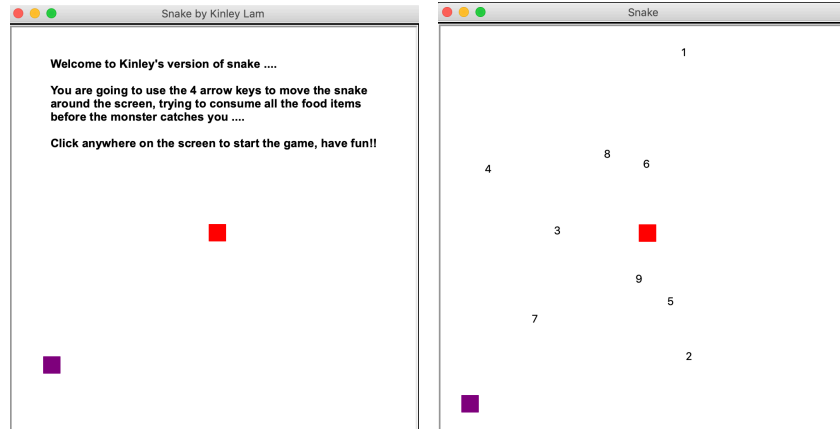 Snake by Kinley Lam
Welcome to Kinley's version of snake ....
You are going to use the 4 arrow keys to move the snake
around the screen, trying to consume all the food items
before the monster catches you ....
Click anywhere on the screen to start the game, have fun!!
Snake
1
8
6
4
3
9
5
7
2